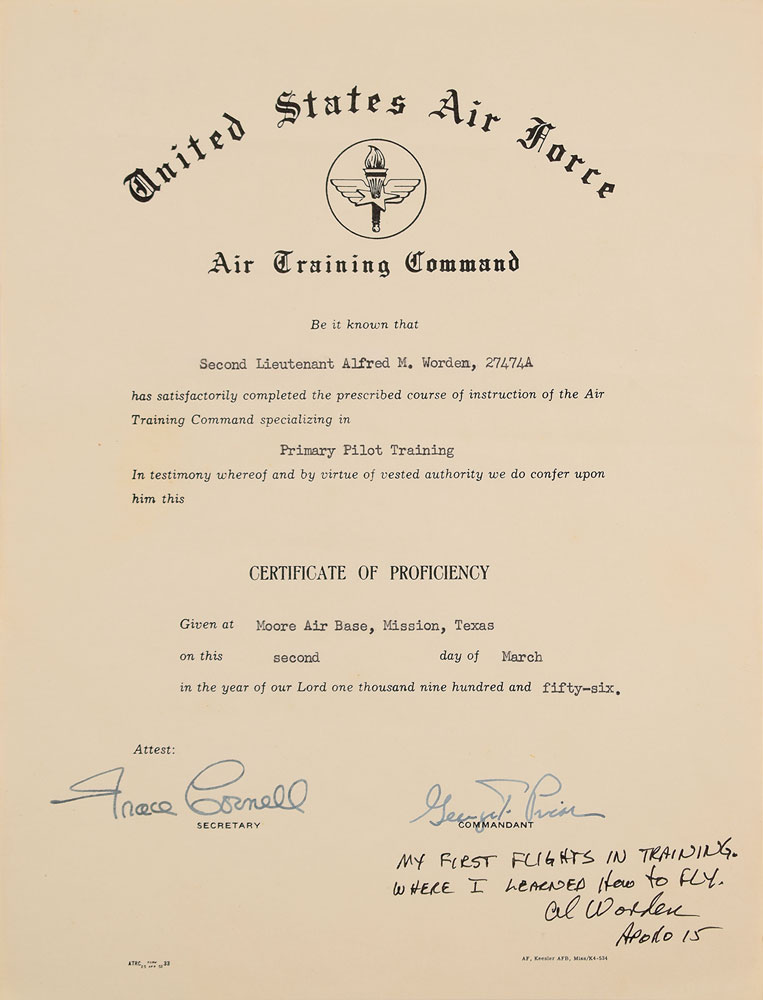 United States Air Force
Air Training Command
Be it known that
Second Lieutenant Alfred M. Worden, 27474A
has satisfactorily completed the prescribed course of instruction of the Air
Training Command specializing in
Primary Pilot Training
In testimony whereof and by virtue of vested authority we do confer upon
him this
CERTIFICATE OF PROFICIENCY
Given at Moore Air Base, Mission, Texas
on this second day of March
in the year of our Lord one thousand nine hundred and fifty-six.
Attest:
Grace Cornell
George T.
SECRETARY
COMMANDANT
MY FIRST FLIGHTS IN TRAINING.
WHERE I LEARNED HOW TO FLY.
Al Worden
APOLLO 15
ATRC
AF, Keesler AFB, Miss/K4-534